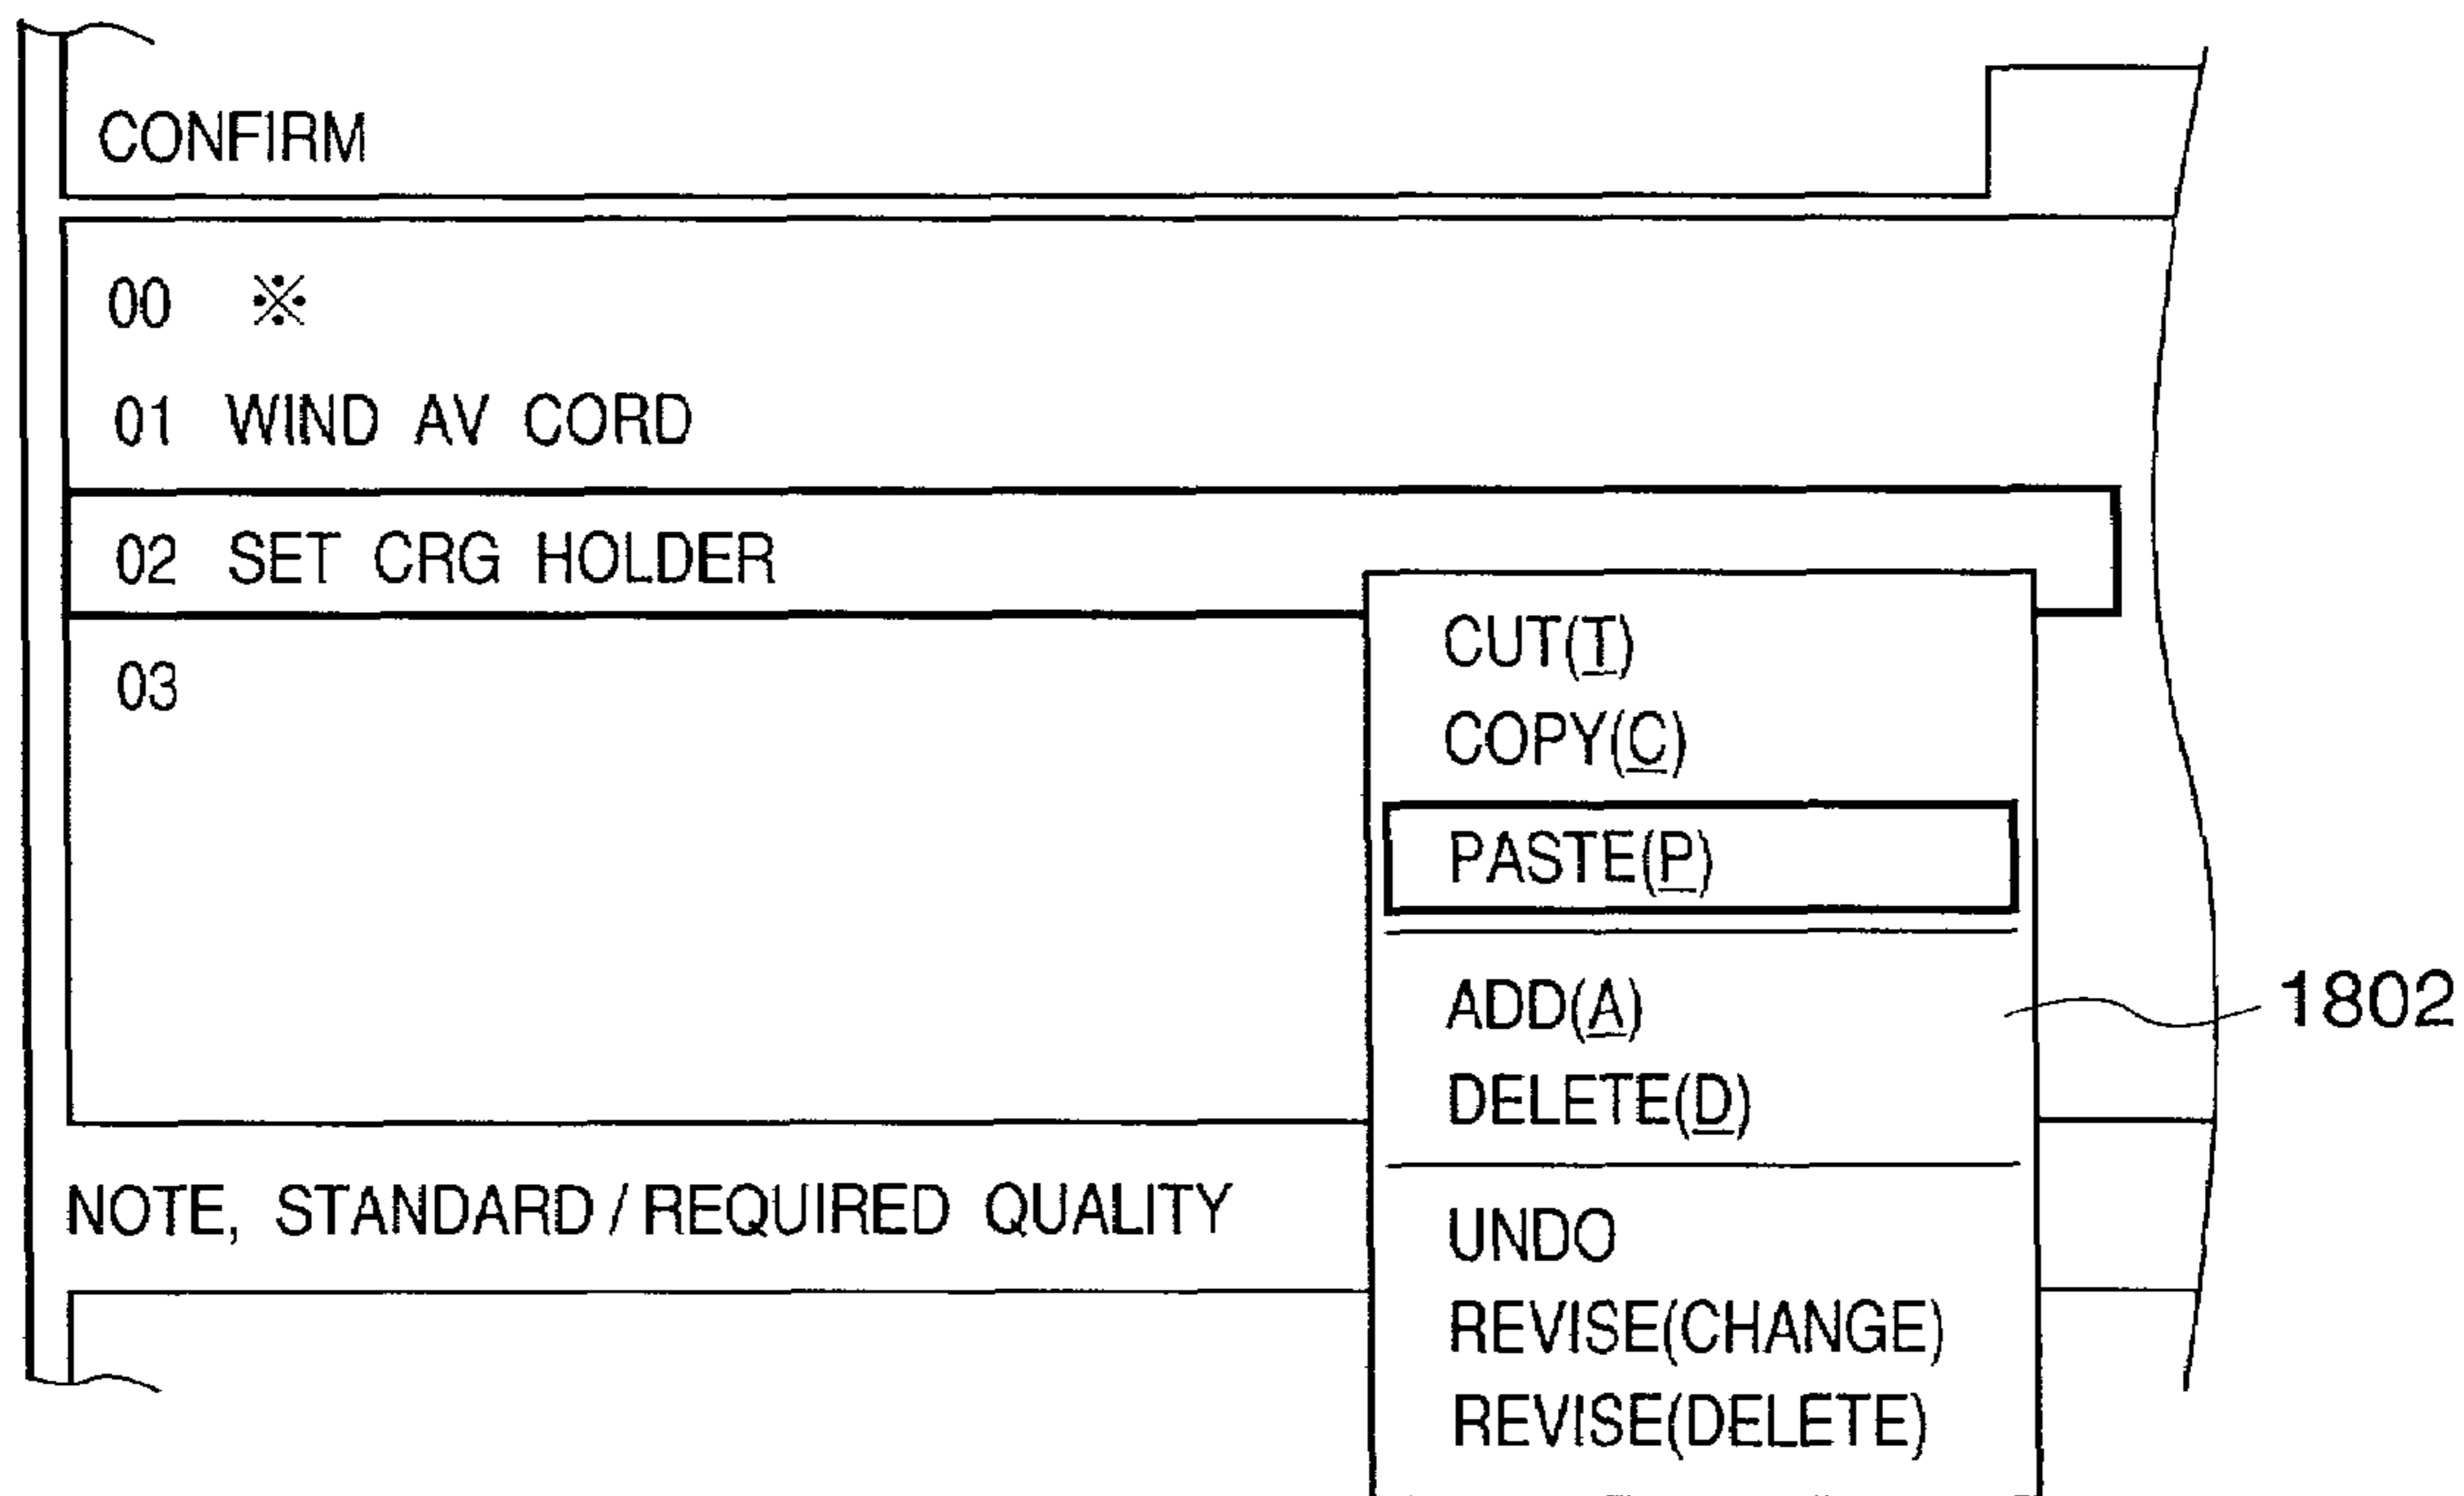 CONFIRM
00 ※
01 WIND AV CORD
02 SET CRG HOLDER
03
CUT(T)
COPY(C)
PASTE(P)
ADD(A)
1802
DELETE(D)
NOTE, STANDARD/REQUIRED QUALITY
UNDO
REVISE(CHANGE)
REVISE(DELETE)